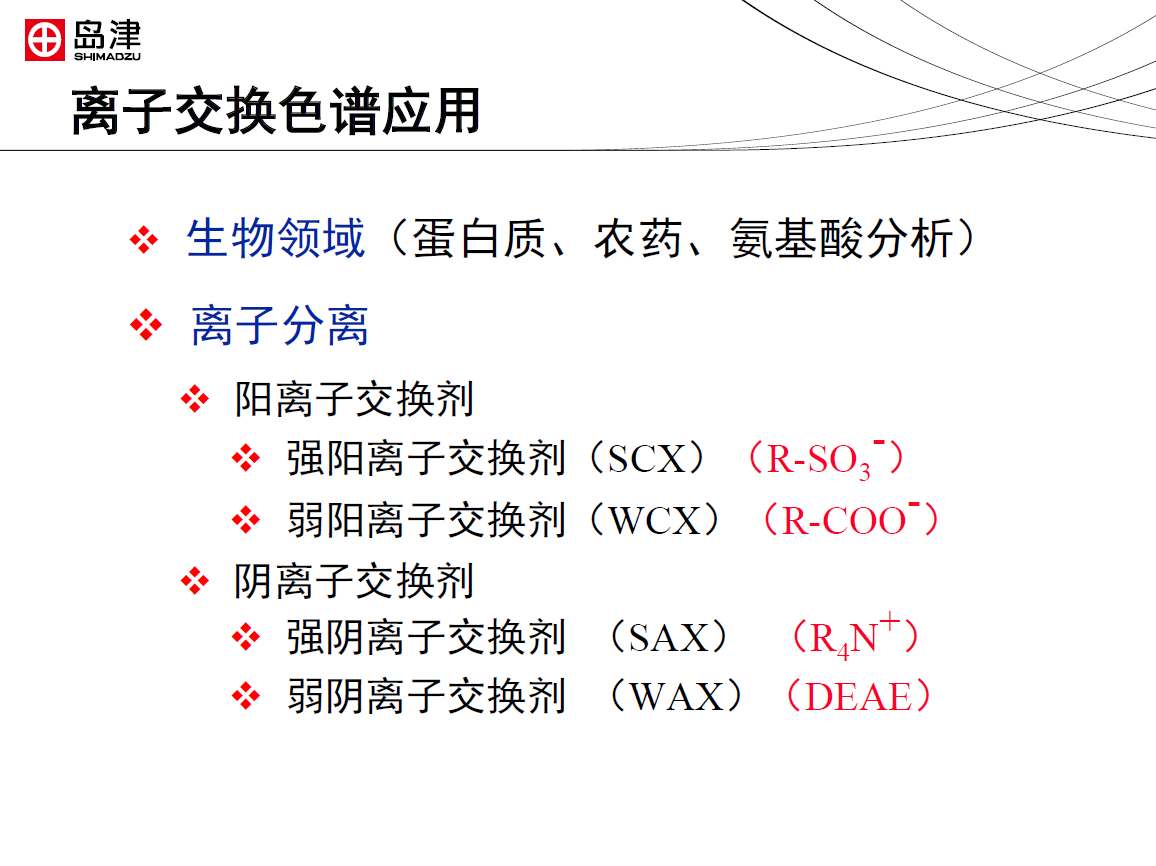 岛津
SHIMADZU
离子交换色谱应用
生物领域（蛋白质、农药、氨基酸分析）
离子分离
阳离子交换剂
强阳离子交换剂（SCX）（R-SO₃⁻）
弱阳离子交换剂（WCX）（R-COO⁻）
阴离子交换剂
强阴离子交换剂 （SAX） （R₄N⁺）
弱阴离子交换剂 （WAX）（DEAE）